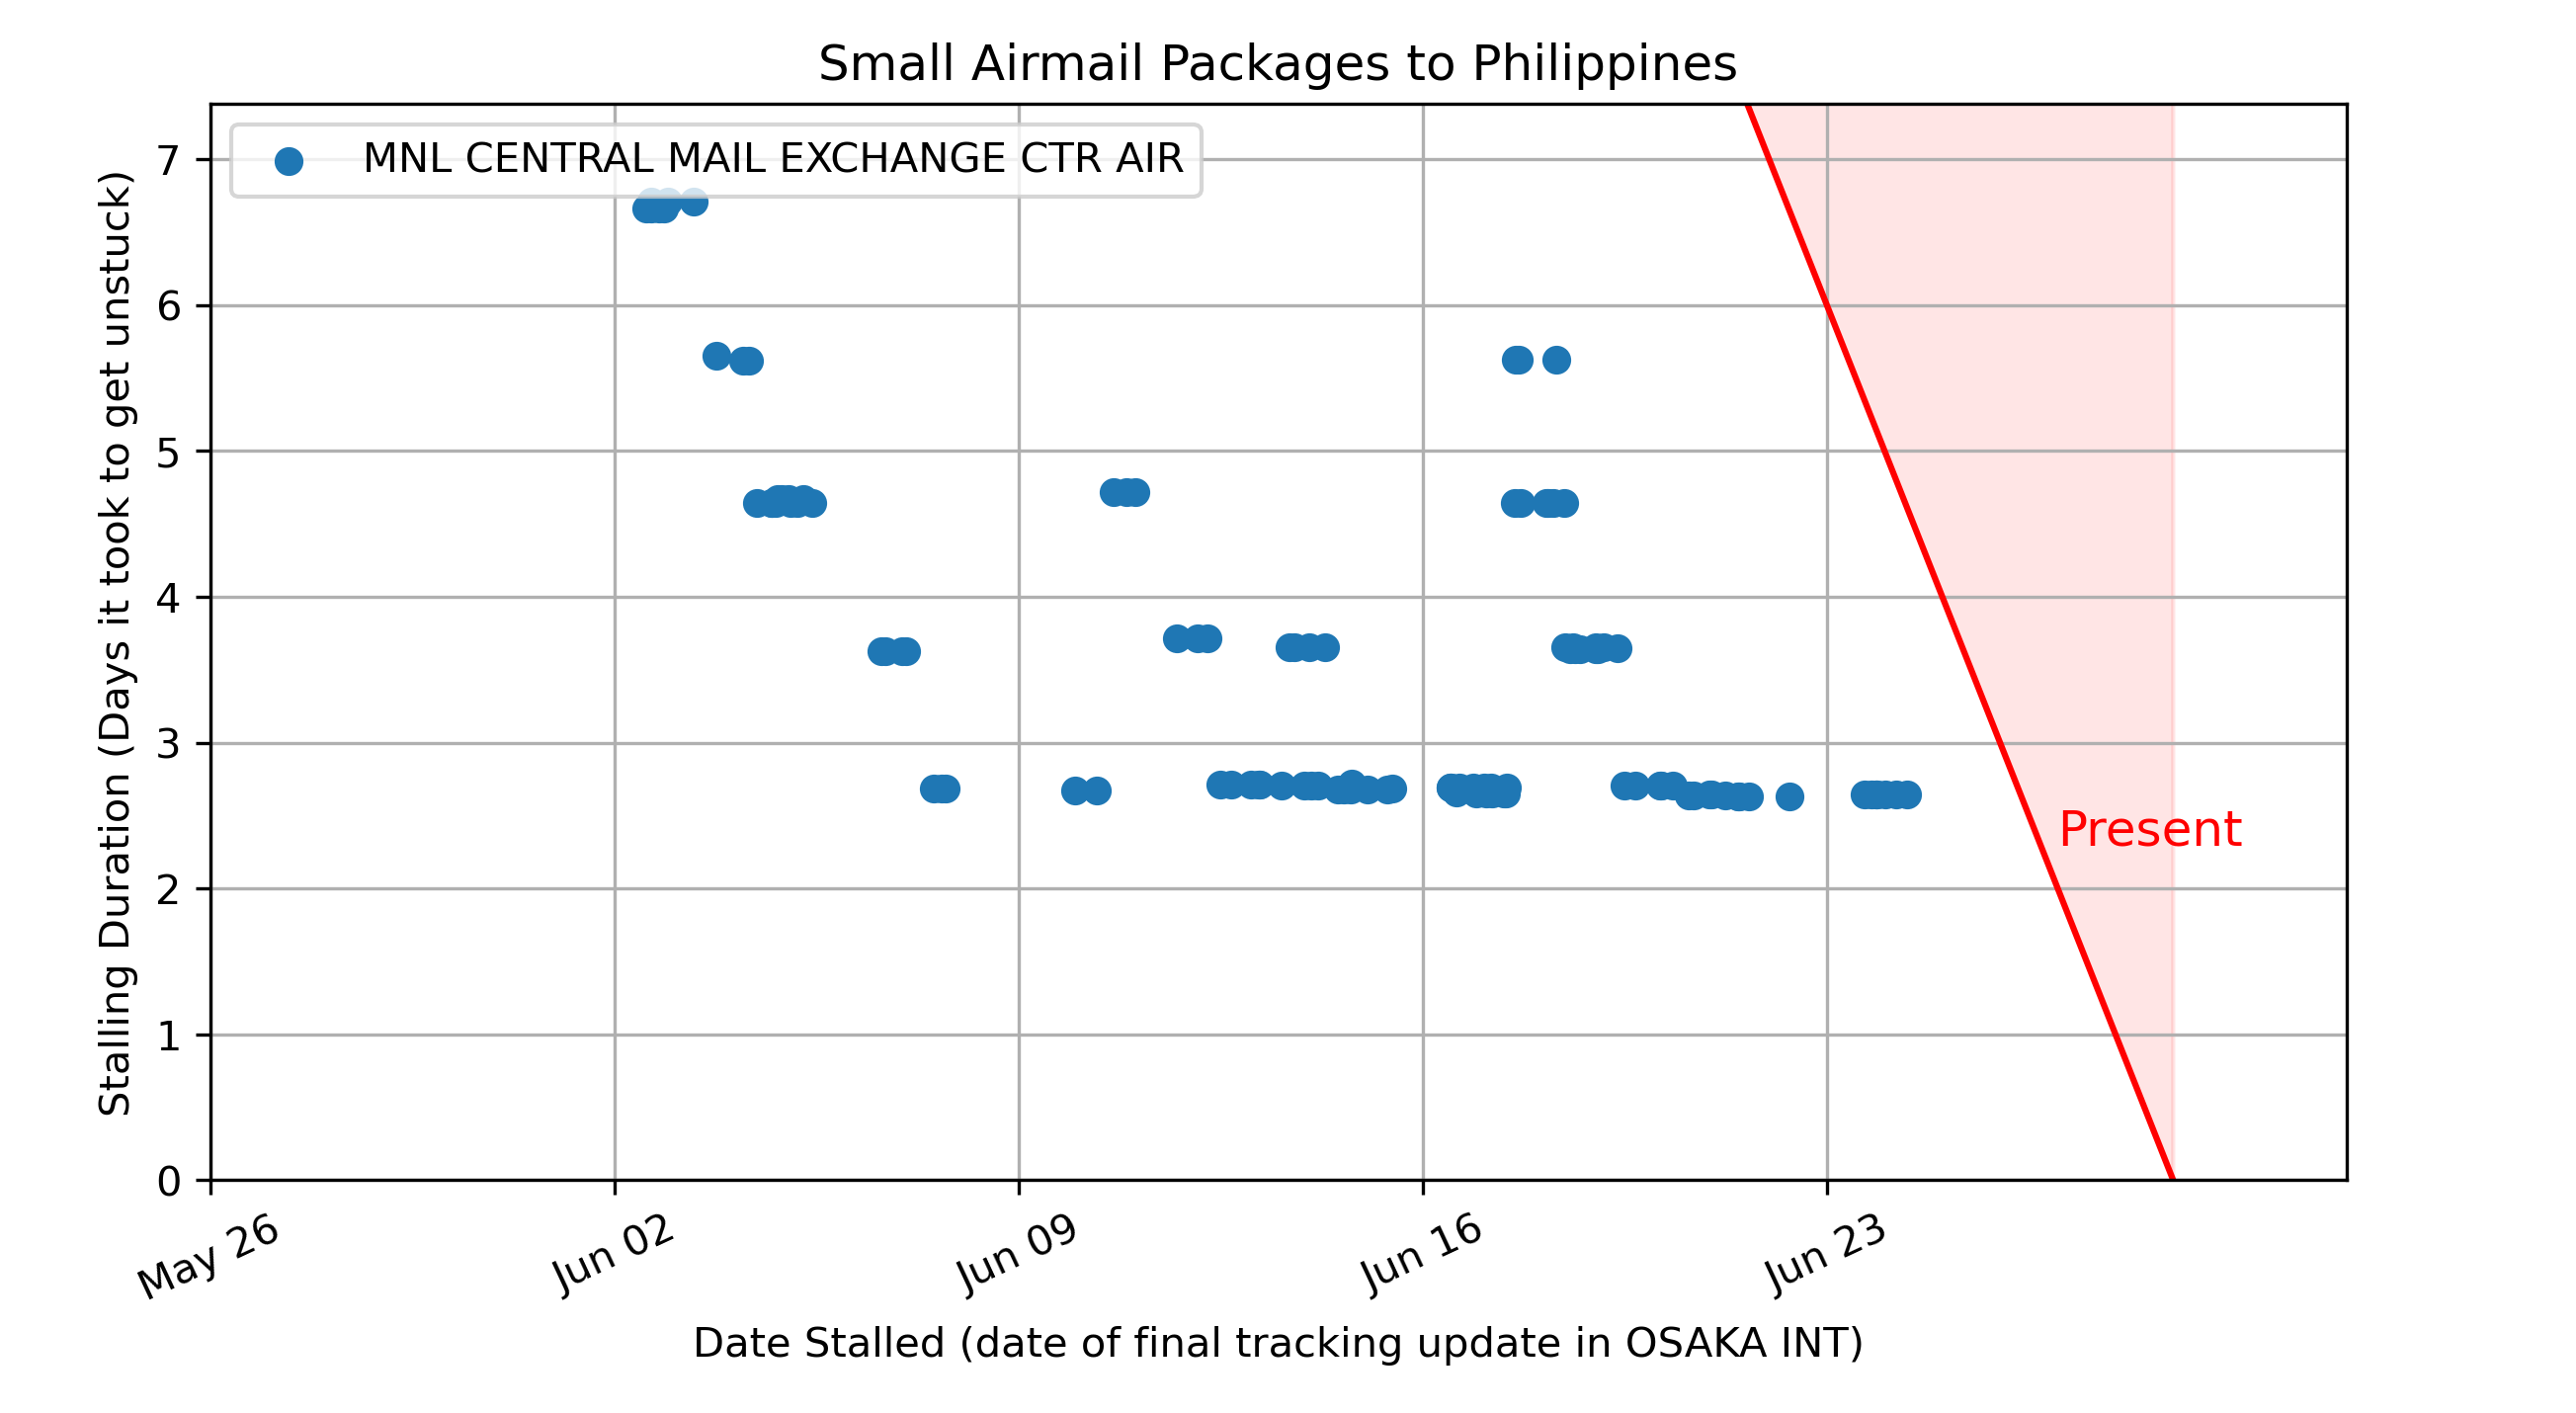 Small Airmail Packages to Philippines
MNL CENTRAL MAIL EXCHANGE CTR AIR
Stalling Duration (Days it took to get unstuck)
7
6
5
4
3
2
1
0
Present
May 26
Jun 02
Jun 09
Jun 16
Jun 23
Date Stalled (date of final tracking update in OSAKA INT)